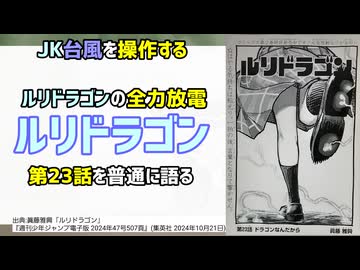 JK台風を操作する
ルリドラゴンの全力放電
ルリドラゴン
第23話を普通に語る
出典:眞藤雅興「ルリドラゴン」
『週刊少年ジャンプ電子版 2024年47号507頁』(集英社 2024年10月21日)
ルリドラゴン
第23話 ドラゴンなんだから
眞藤 雅興